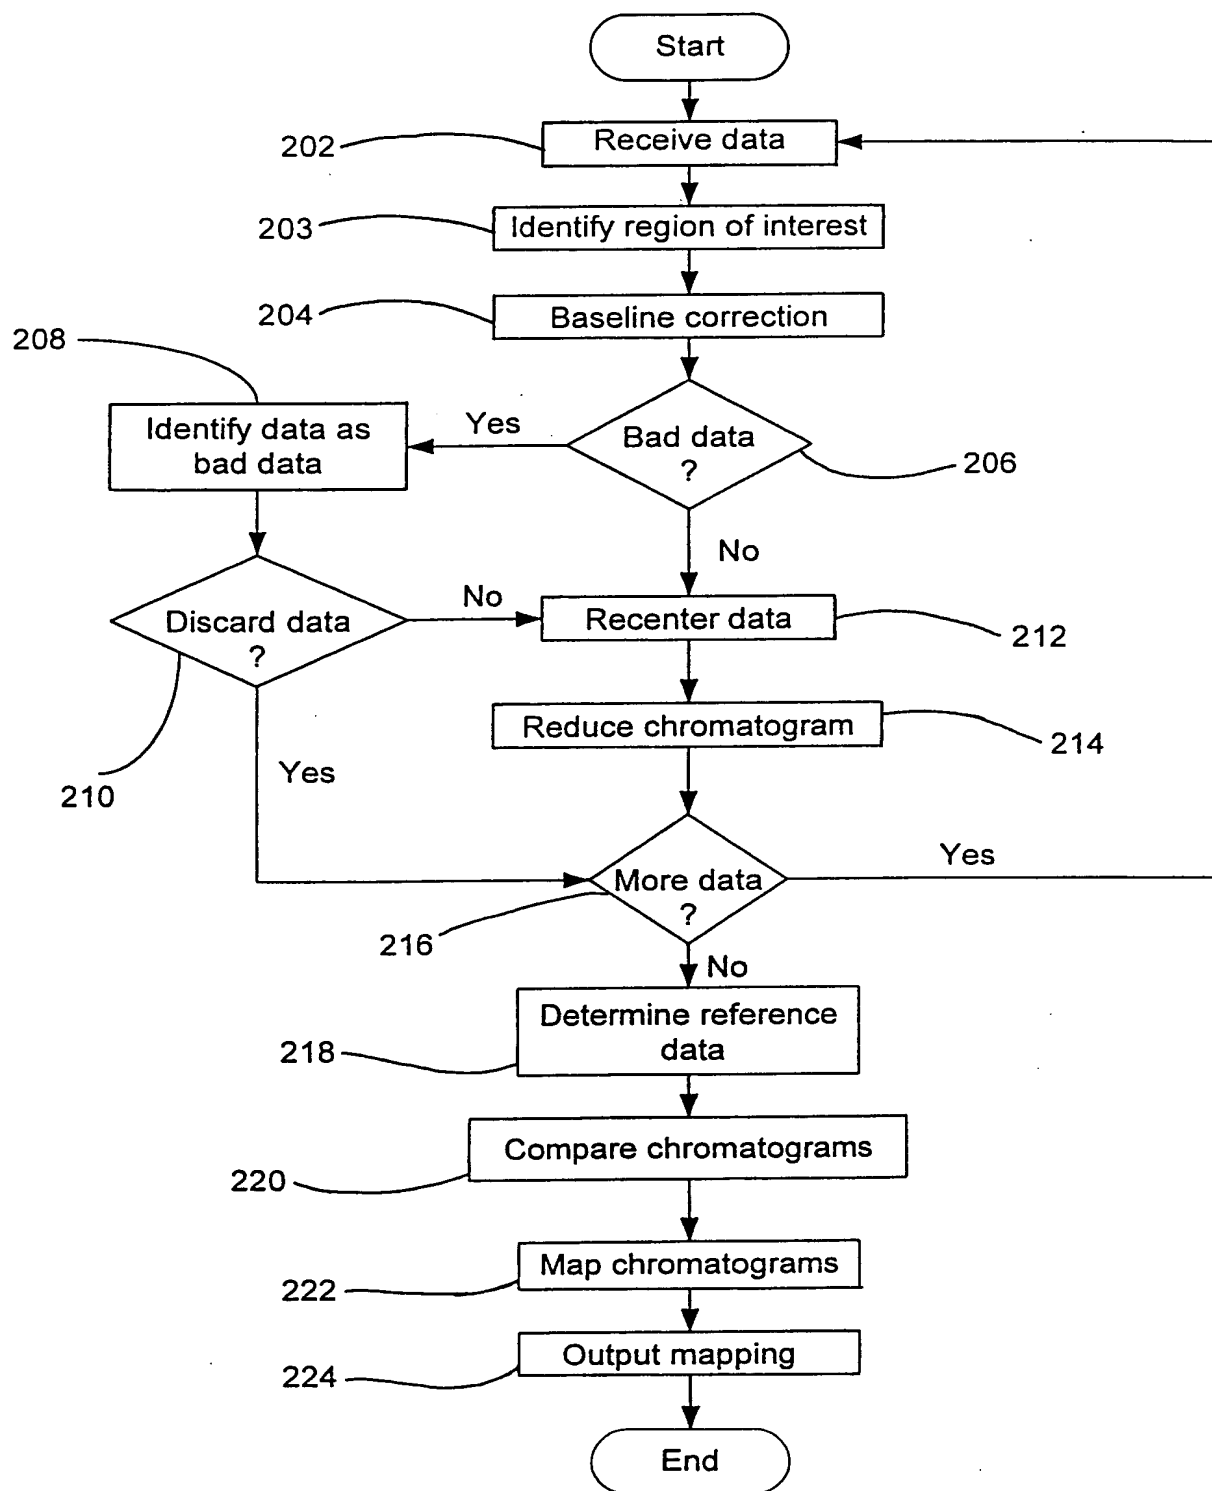 Start
202
Receive data
203
Identify region of interest
204
Baseline correction
208
Identify data as
bad data
Yes
Bad data
?
206
No
Discard data
?
No
Recenter data
212
210
Yes
Reduce chromatogram
214
More data
?
Yes
216
No
218
Determine reference
data
220
Compare chromatograms
222
Map chromatograms
224
Output mapping
End